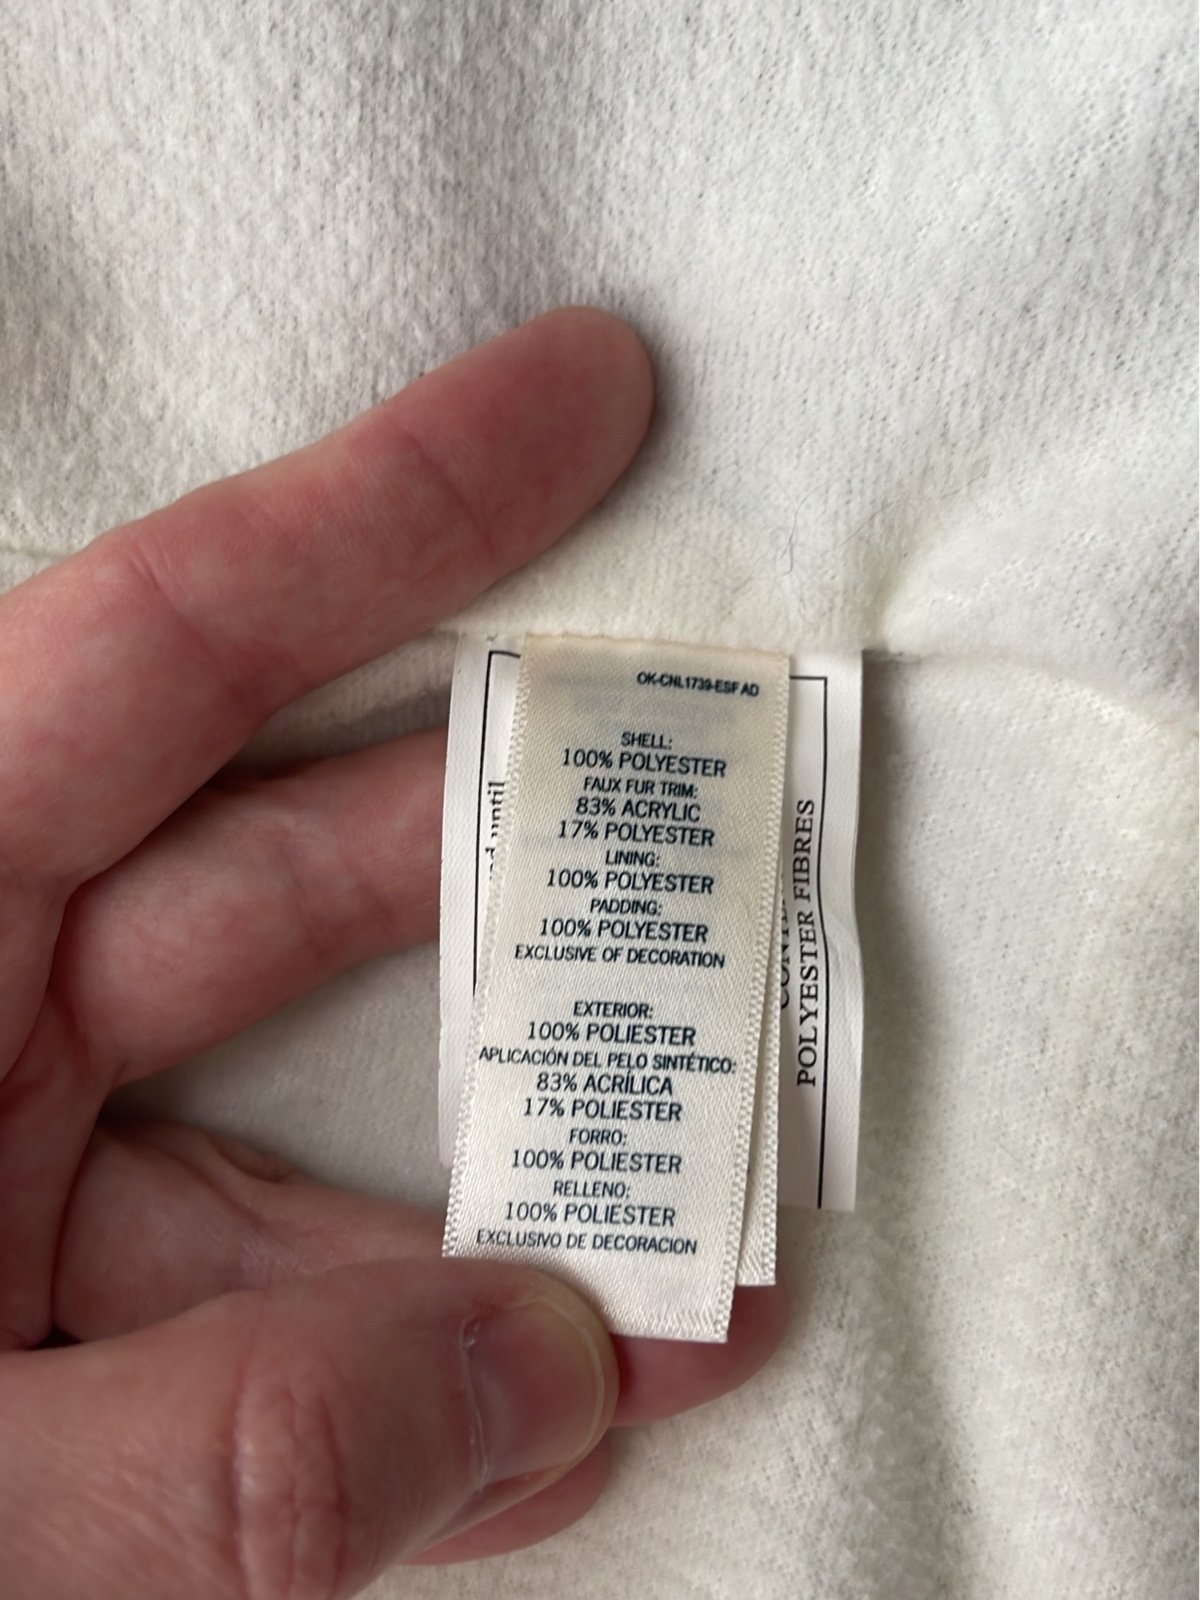 OK-CNL1739-ESF AD
SHELL:
100% POLYESTER
FAUX FUR TRIM:
83% ACRYLIC
17% POLYESTER
LINING:
100% POLYESTER
PADDING:
100% POLYESTER
EXCLUSIVE OF DECORATION
EXTERIOR:
100% POLIESTER
APLICACIÓN DEL PELO SINTÉTICO:
83% ACRÍLICA
17% POLIESTER
FORRO:
100% POLIESTER
RELLENO:
100% POLIESTER
EXCLUSIVO DE DECORACION
until
POLYESTER FIBRES